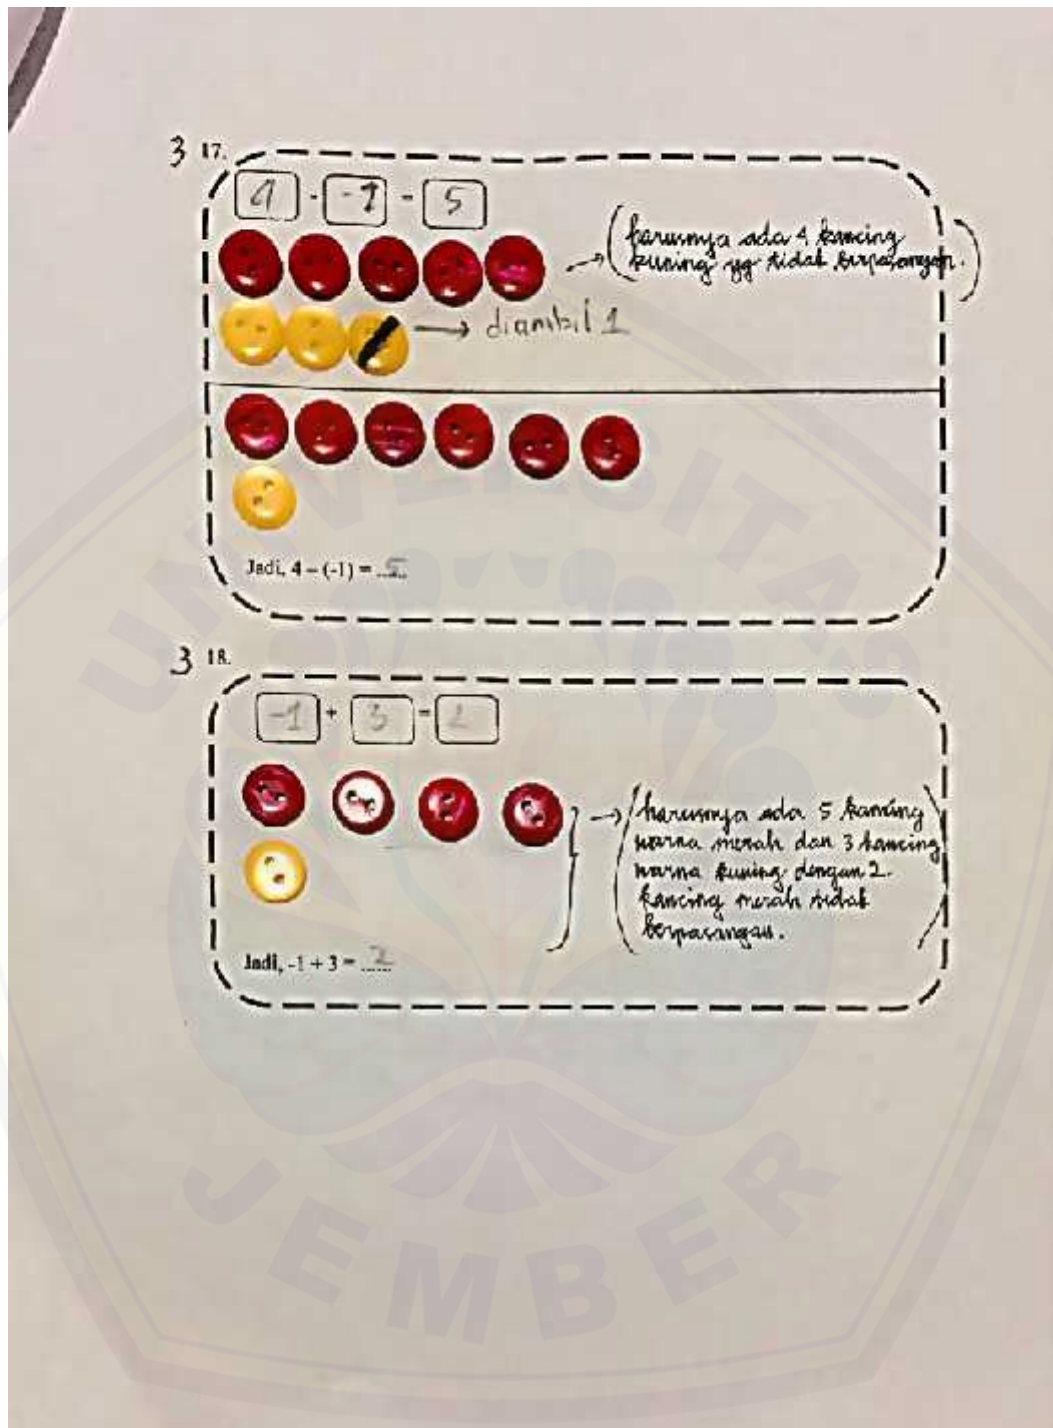 3 17.
4 - -1 = 5
(harusnya ada 4 kancing
kuning yg tidak berpasangan.)
→ diambil 1
Jadi, 4 – (-1) = ..5..
3 18.
-1 + 3 = 2
(harusnya ada 5 kancing
warna merah dan 3 kancing
warna kuning dengan 2
kancing merah tidak
berpasangan.)
Jadi, -1 + 3 = ..2..
UNIVERSITAS
JEMBER